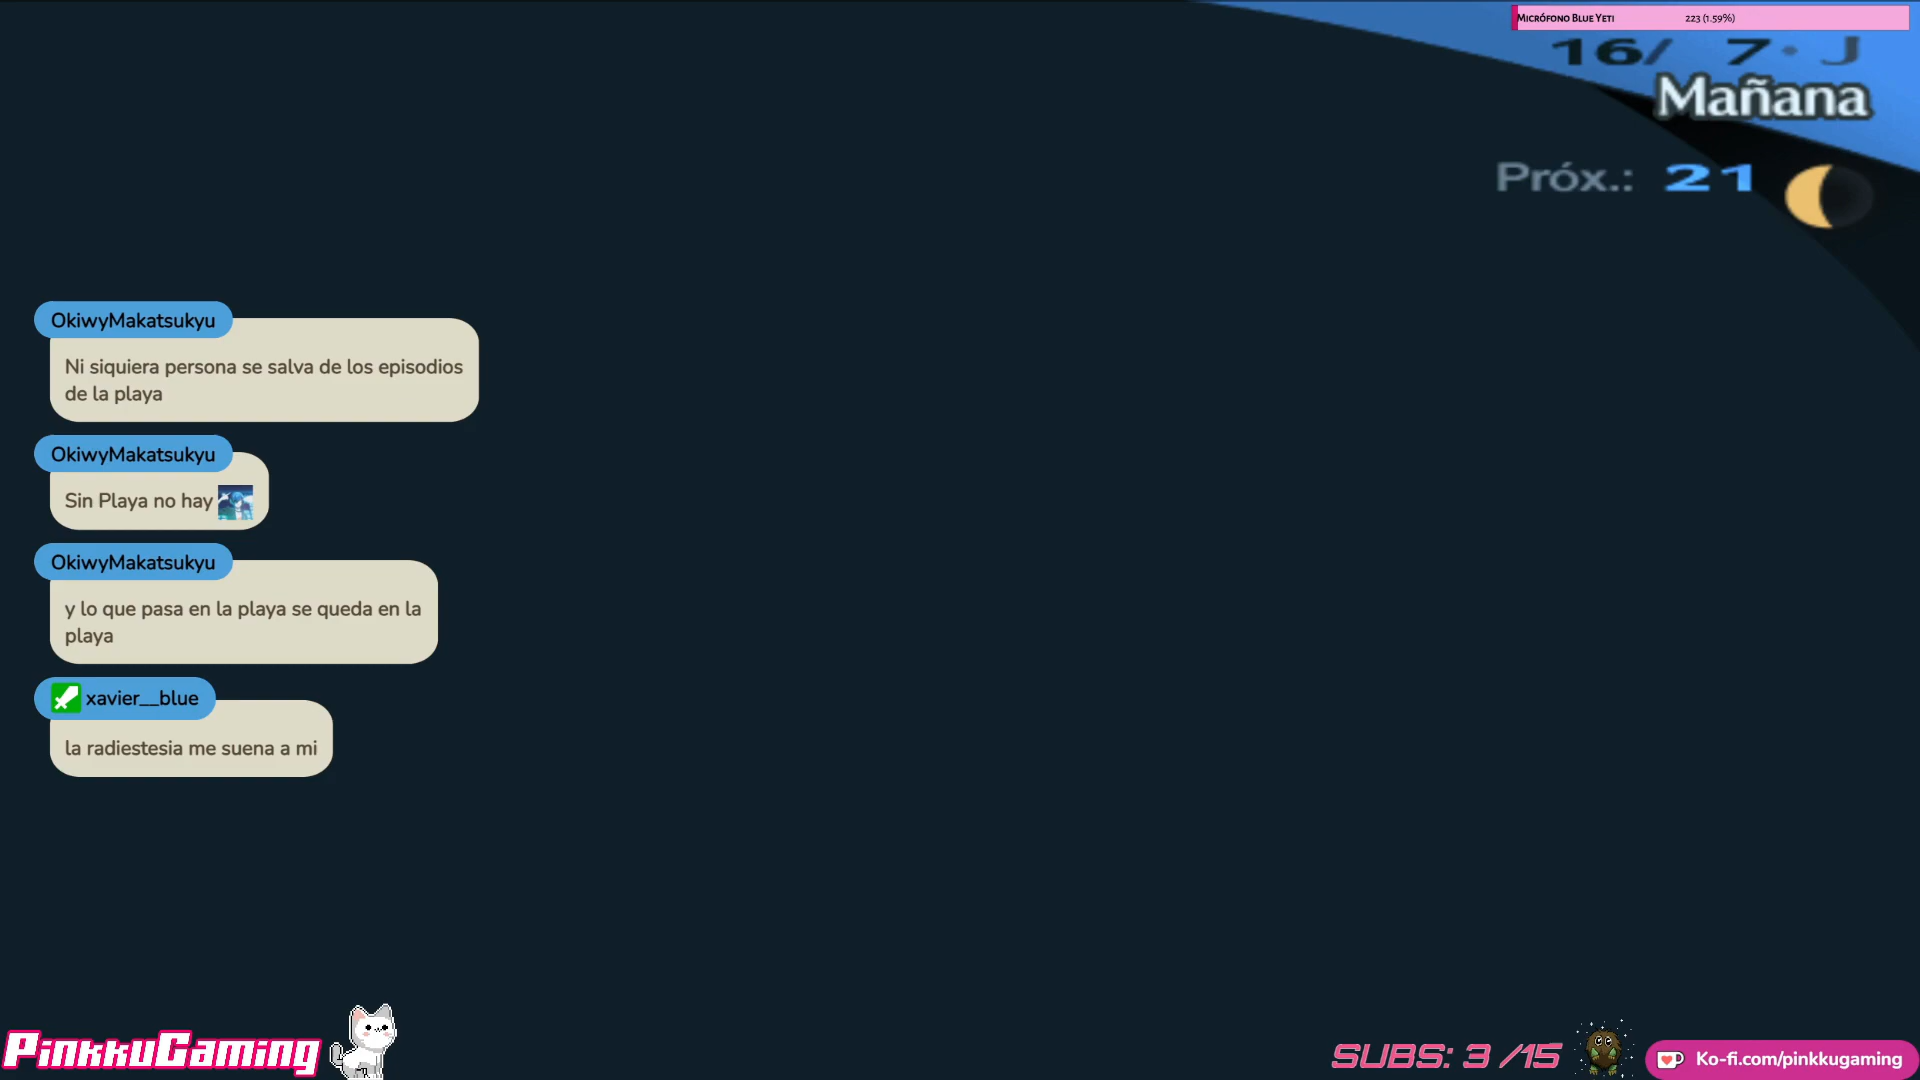 Micrófono Blue Yeti 223 (1.59%)
16/ 7· J
Mañana
Próx.: 21
OkiwyMakatsukyu
Ni siquiera persona se salva de los episodios
de la playa
OkiwyMakatsukyu
Sin Playa no hay
OkiwyMakatsukyu
y lo que pasa en la playa se queda en la
playa
xavier__blue
la radiestesia me suena a mi
PinkkuGaming
SUBS: 3 /15
Ko-fi.com/pinkkugaming